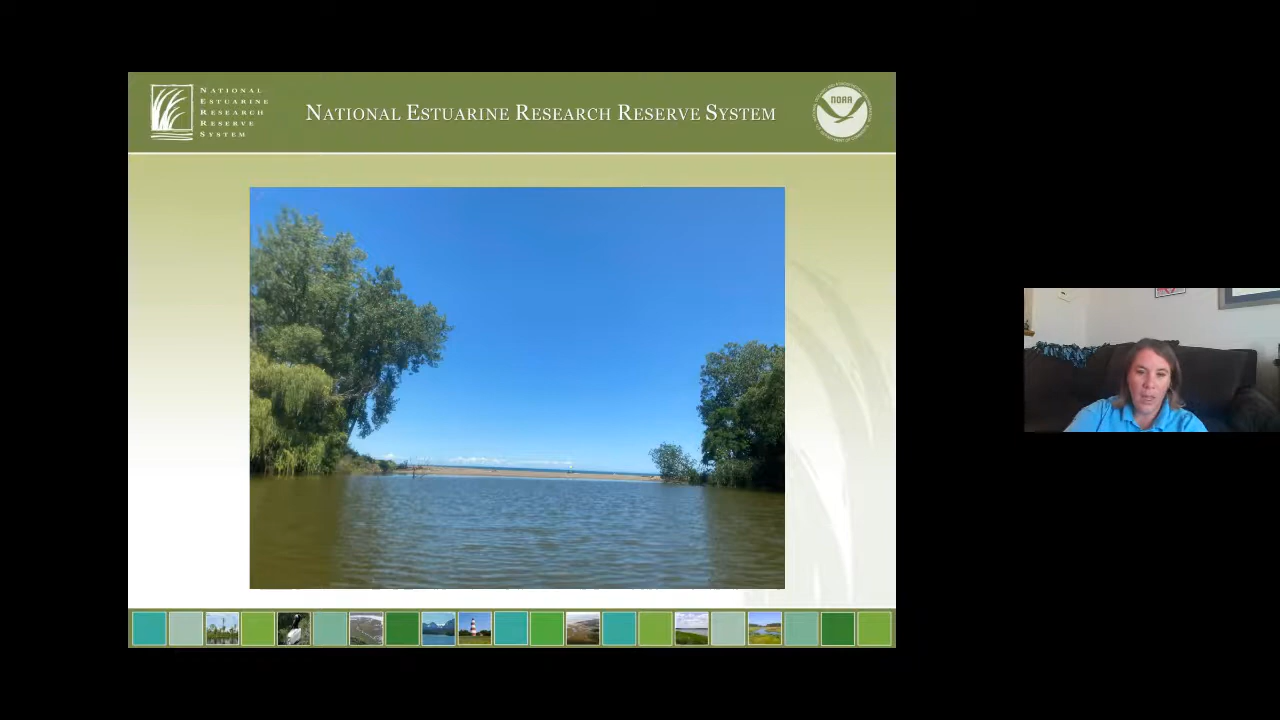 NATIONAL
ESTUARINE
RESEARCH
RESERVE
SYSTEM
NATIONAL ESTUARINE RESEARCH RESERVE SYSTEM
NOAA